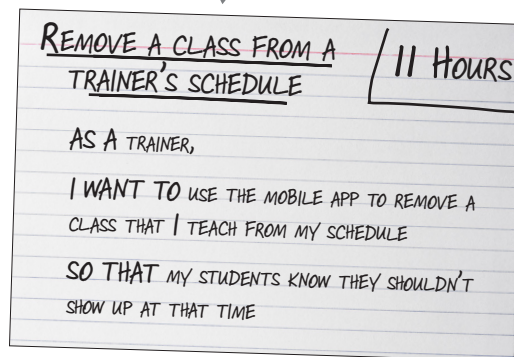 REMOVE A CLASS FROM A
TRAINER'S SCHEDULE
11 HOURS
AS A TRAINER,
I WANT TO USE THE MOBILE APP TO REMOVE A
CLASS THAT I TEACH FROM MY SCHEDULE
SO THAT MY STUDENTS KNOW THEY SHOULDN'T
SHOW UP AT THAT TIME